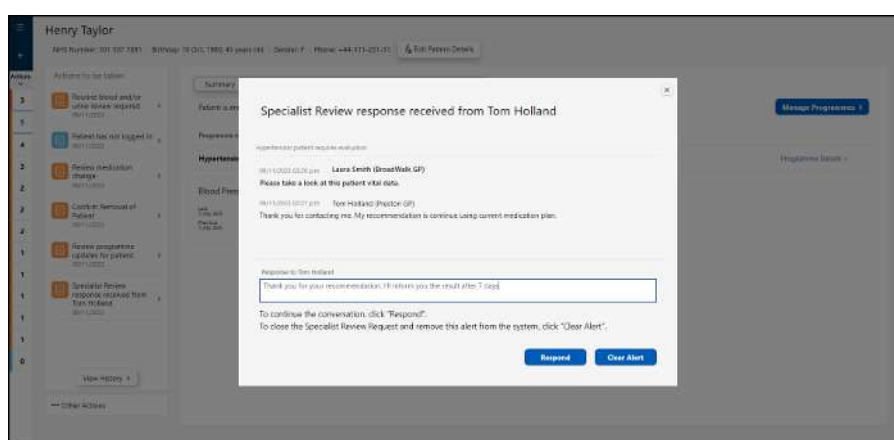 Henry Taylor
Edit Patient Details
Actions to be taken
Routine blood and/or
urine review required
Patient has not logged in
Review medication
change
Confirm Removal of
Patient
Review programme
updates for patient
Specialist Review
response received from
Tom Holland
View History
Other Actions
Summary
Manage Programmes
Programme Details
Specialist Review response received from Tom Holland
Hypertension patient require evaluation
Laura Smith (BroadWalk GP)
Please take a look at this patient vital data.
Tom Holland (Preston GP)
Thank you for contacting me. My recommendation is continue using current medication plan.
Response to Tom Holland
Thank you for your recommendation. I'll inform you the result after 7 days
To continue the conversation, click "Respond".
To close the Specialist Review Request and remove this alert from the system, click "Clear Alert".
Respond
Clear Alert